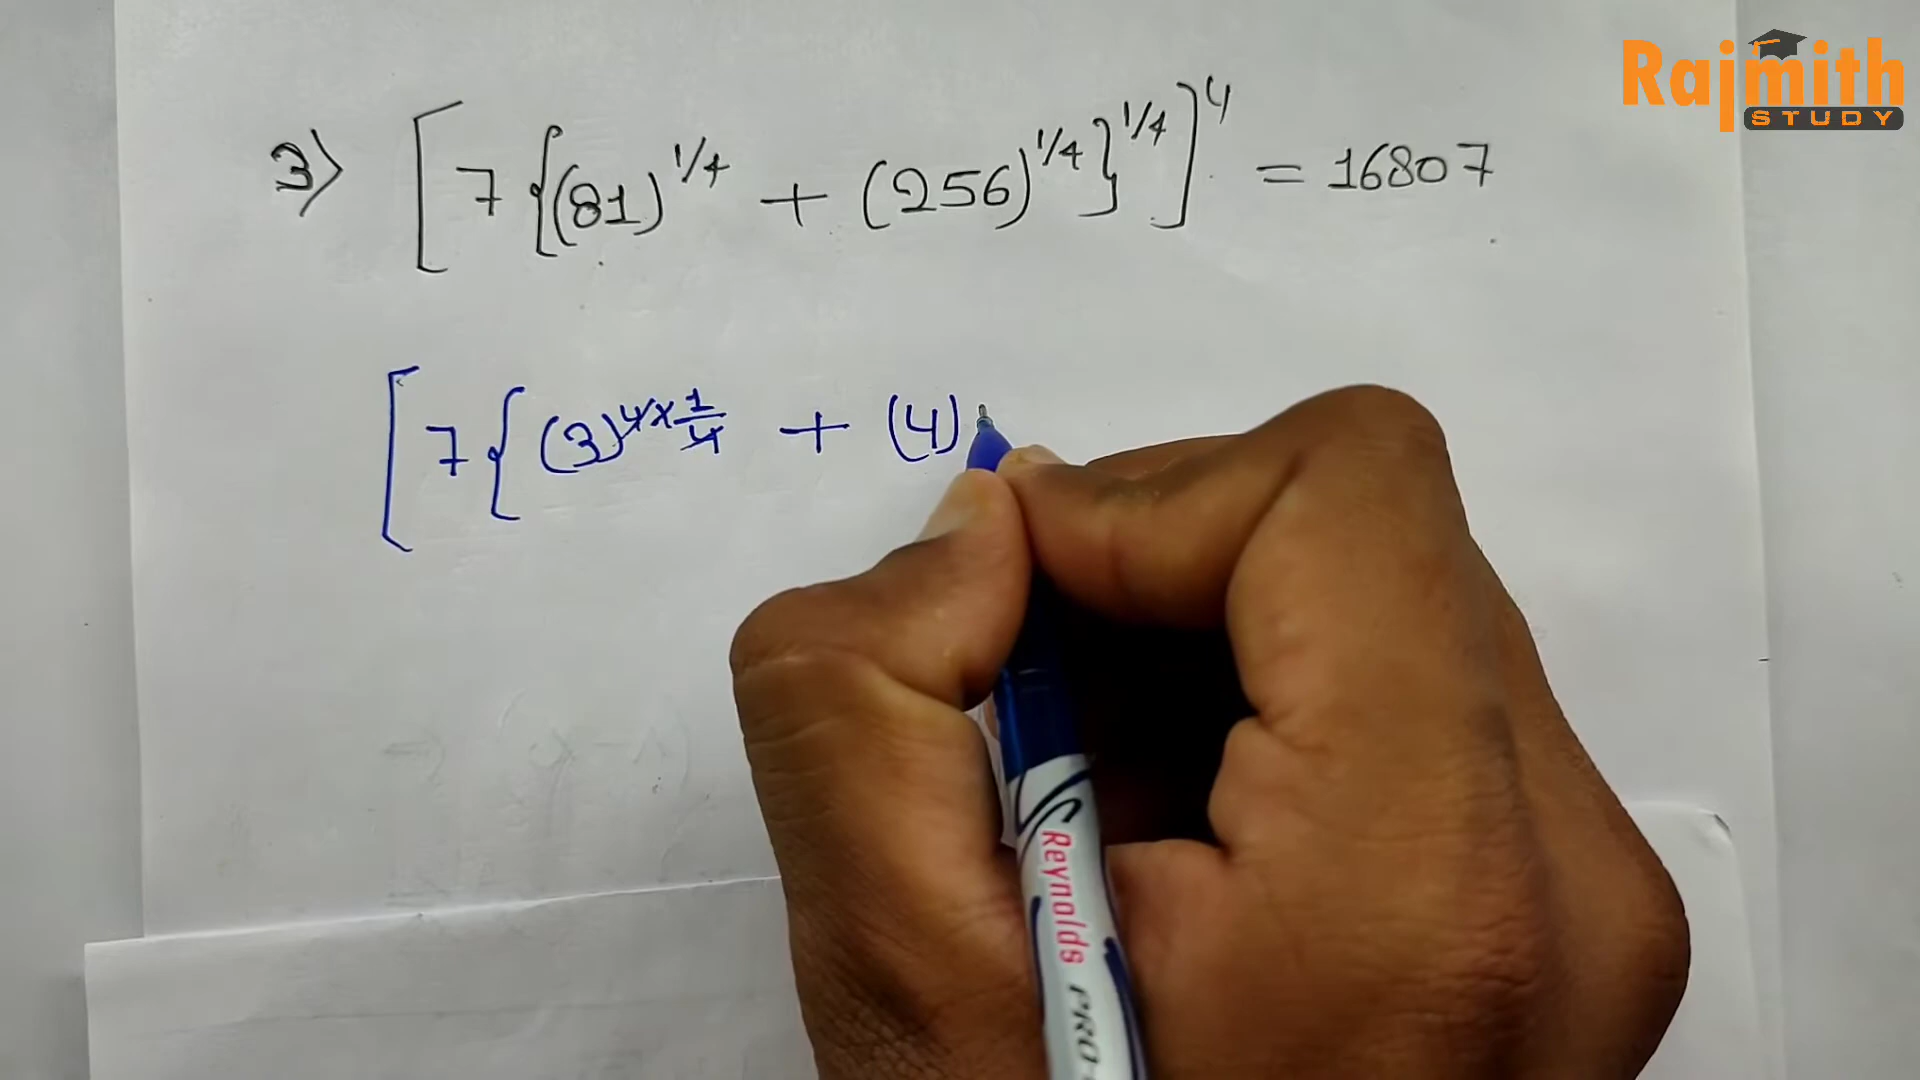 Rajmith
STUDY
3) [7{(81)^1/4 + (256)^1/4}^1/4]^4 = 16807
[7{(3)^4×1/4 + (4)
Reynolds PRO-